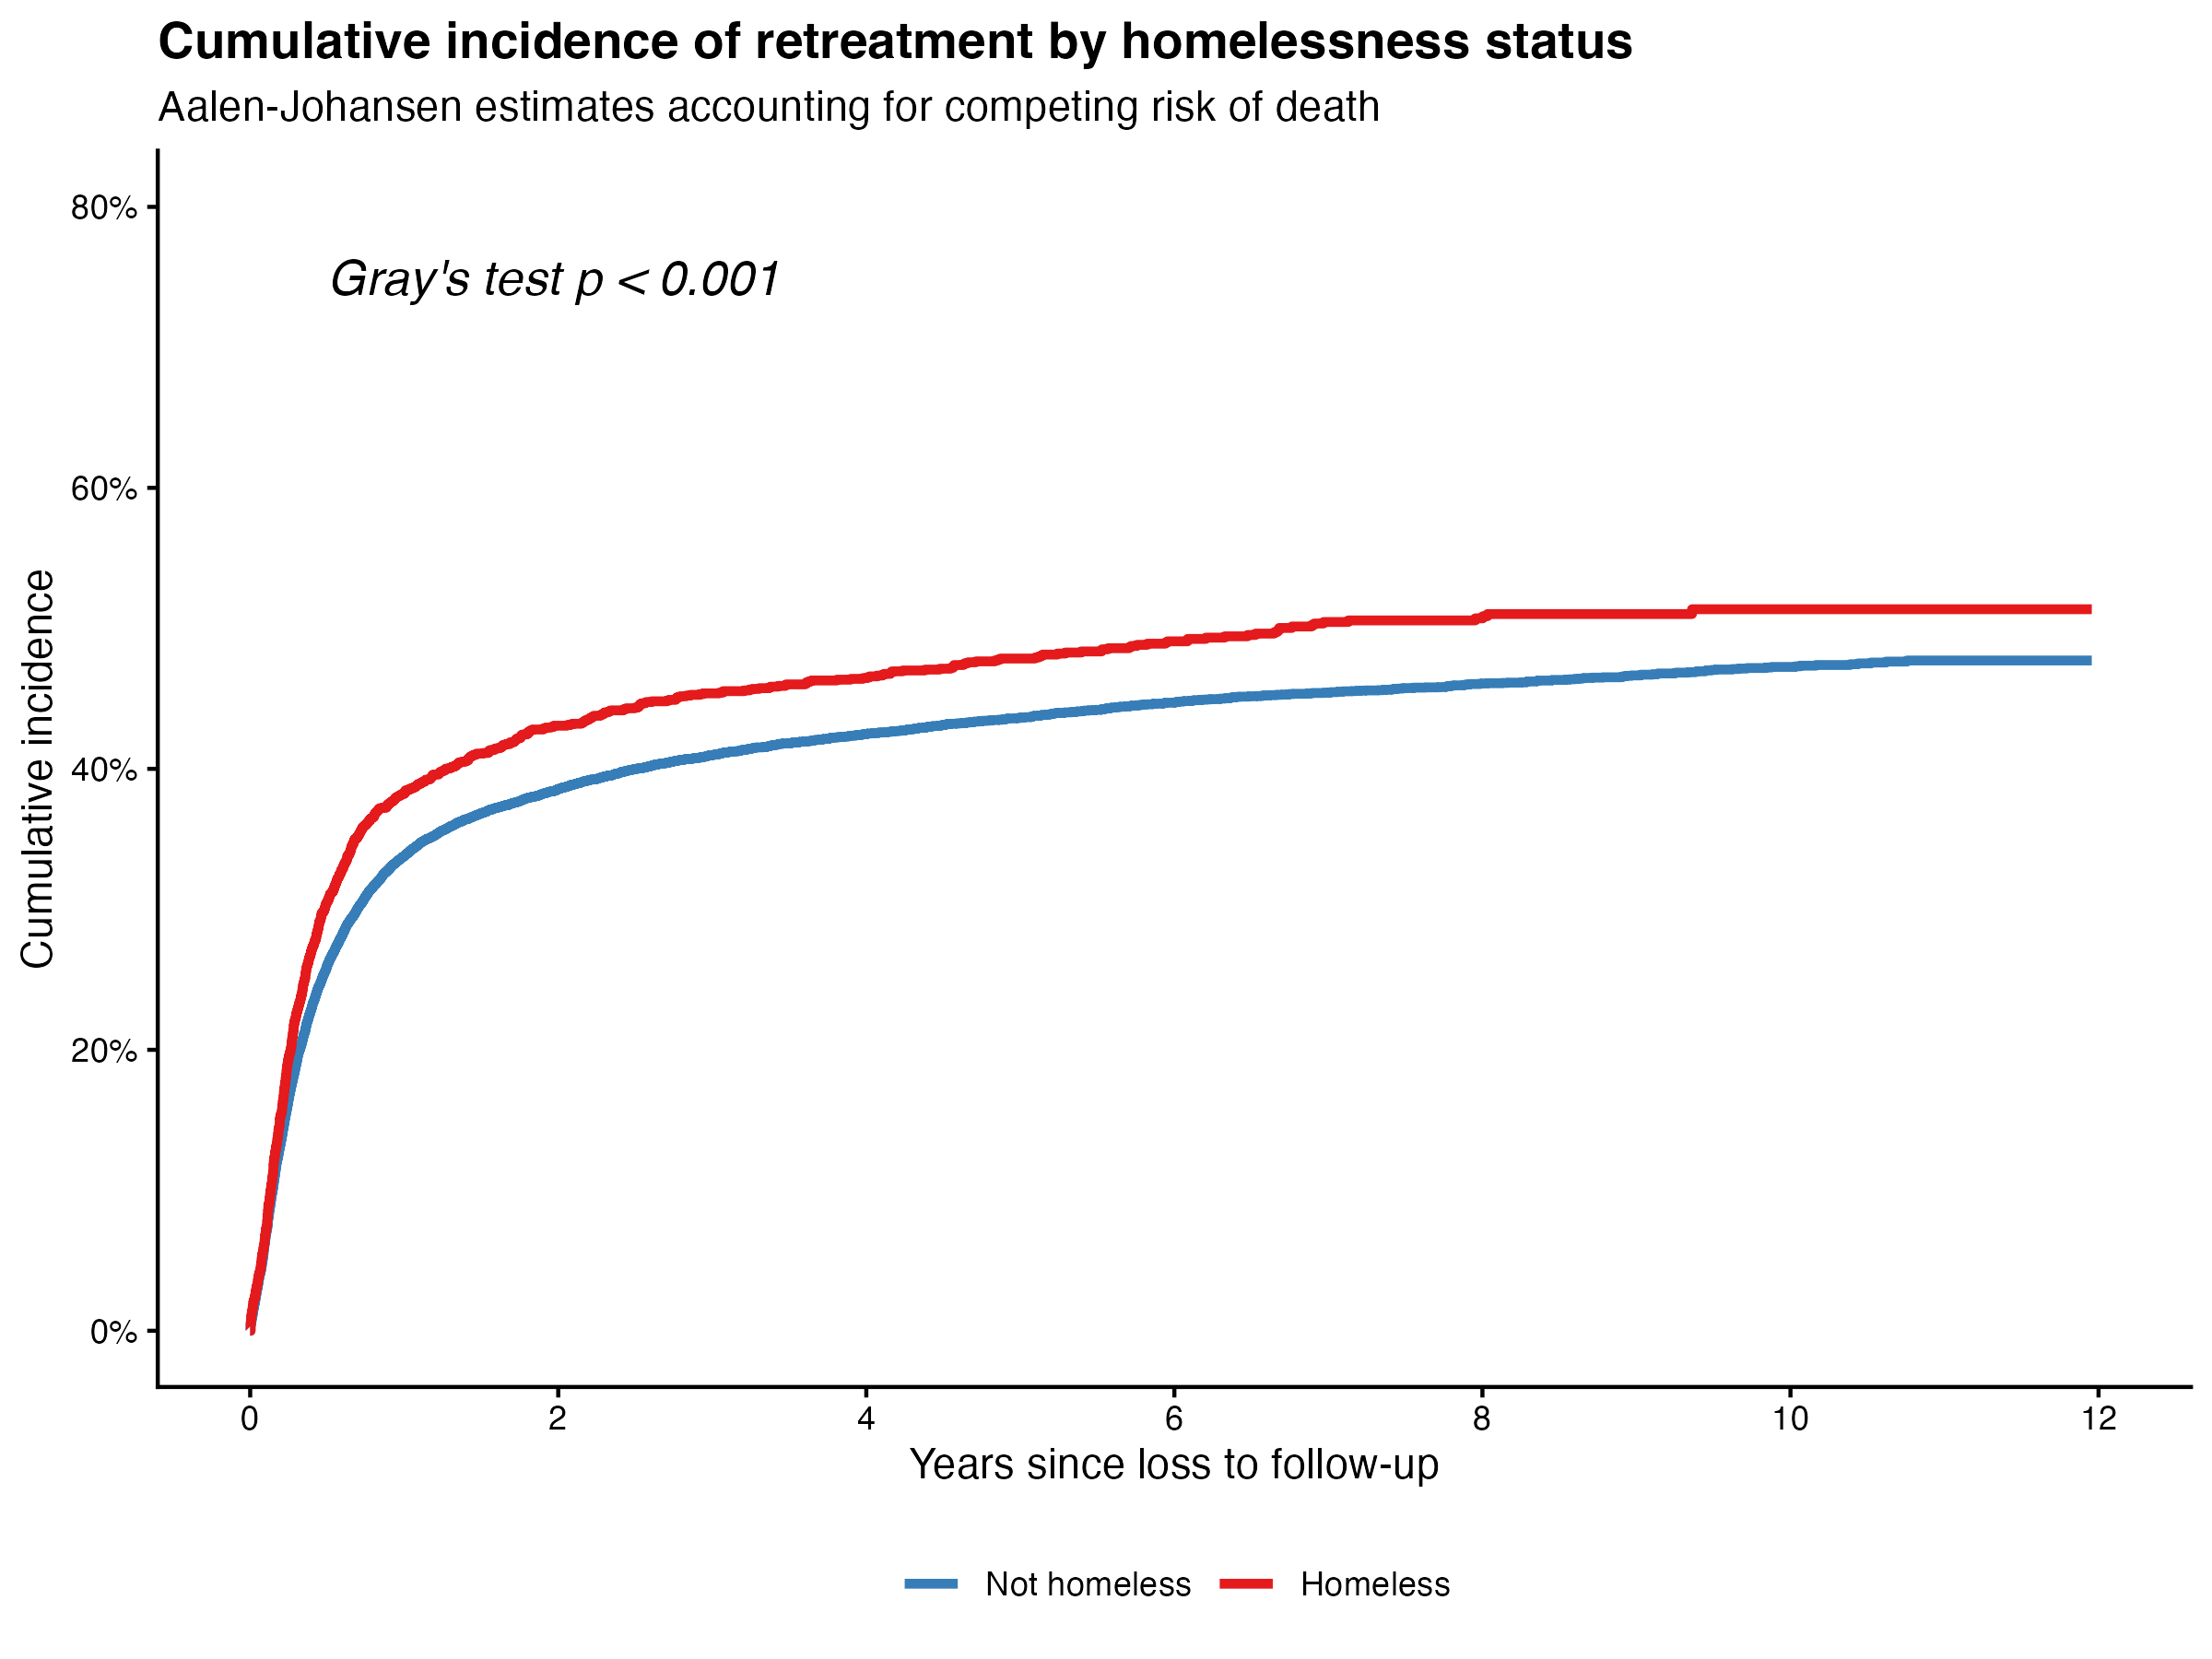 Cumulative incidence of retreatment by homelessness status
Aalen-Johansen estimates accounting for competing risk of death
80%
Gray's test p < 0.001
60%
Cumulative incidence
40%
20%
0%
0 2 4 6 8 10 12
Years since loss to follow-up
Not homeless Homeless